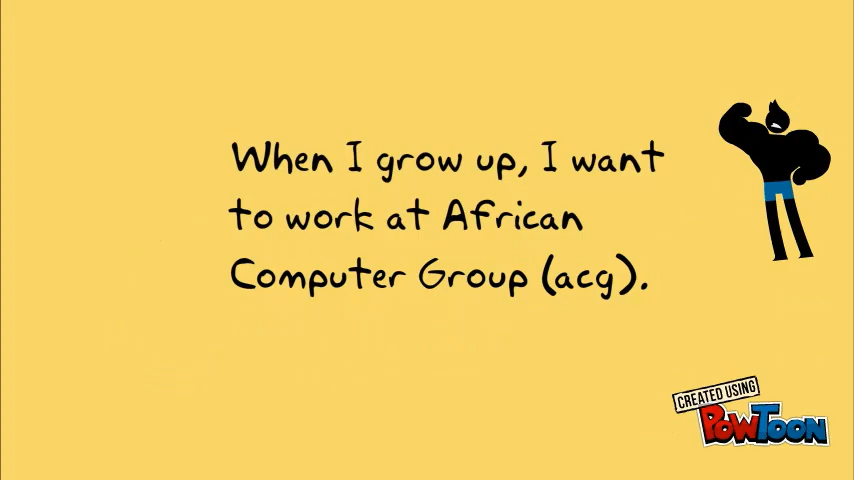 When I grow up, I want
to work at African
Computer Group (acg).
CREATED USING
POWTOON